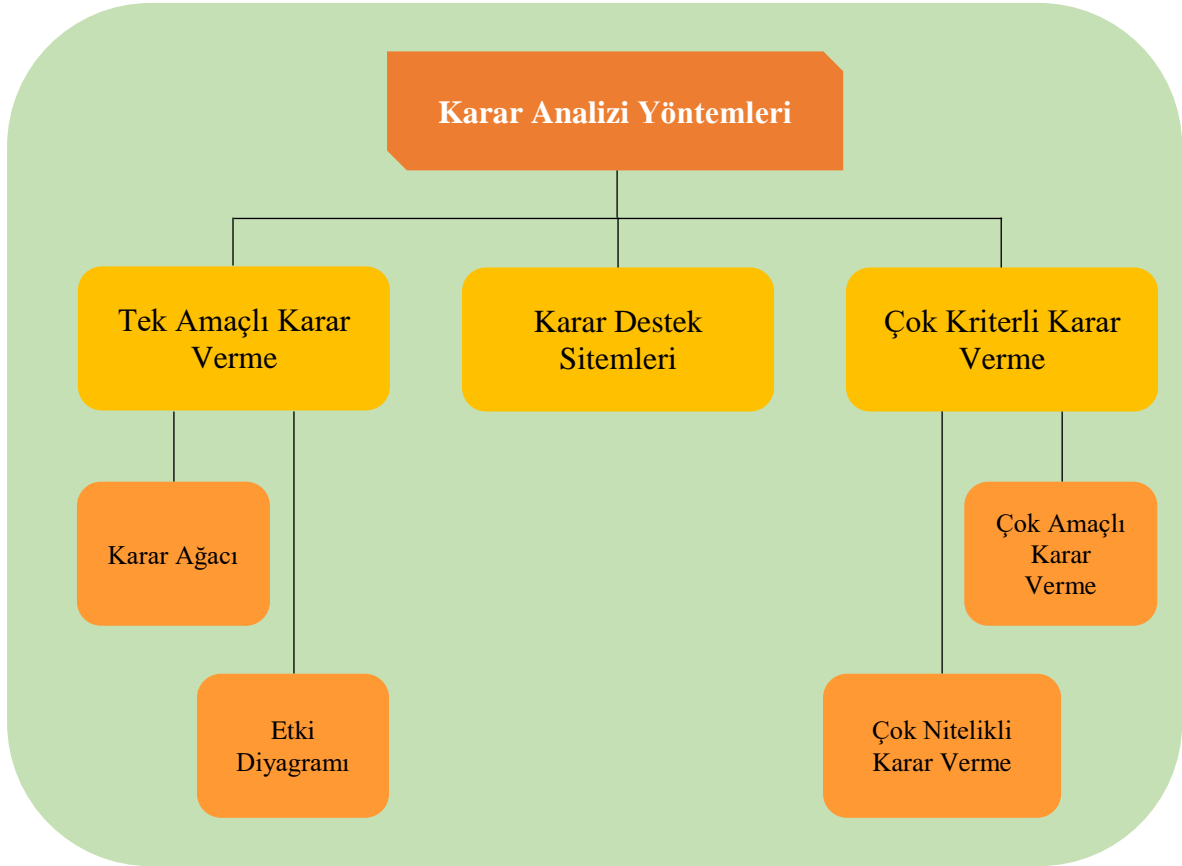 Karar Analizi Yöntemleri
Tek Amaçlı Karar
Verme
Karar Destek
Sitemleri
Çok Kriterli Karar
Verme
Karar Ağacı
Çok Amaçlı
Karar
Verme
Etki
Diyagramı
Çok Nitelikli
Karar Verme